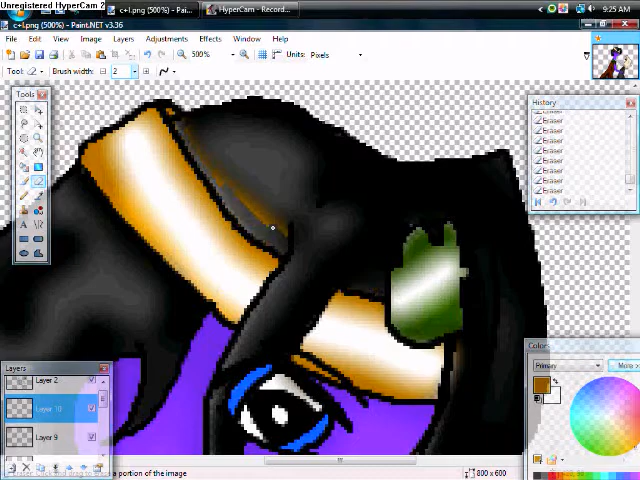 Unregistered HyperCam 2
c+l.png (500%) - Paint...
HyperCam - Record...
9:25 AM
c+l.png (500%) - Paint.NET v3.36
File Edit View Image Layers Adjustments Effects Window Help
500% Units: Pixels
Tool: Brush width: 2
Tools
History
Eraser
Eraser
Eraser
Eraser
Eraser
Eraser
Eraser
Colors
Primary
More >>
Layers
Layer 2
Layer 10
Layer 9
a portion of the image
800 x 600